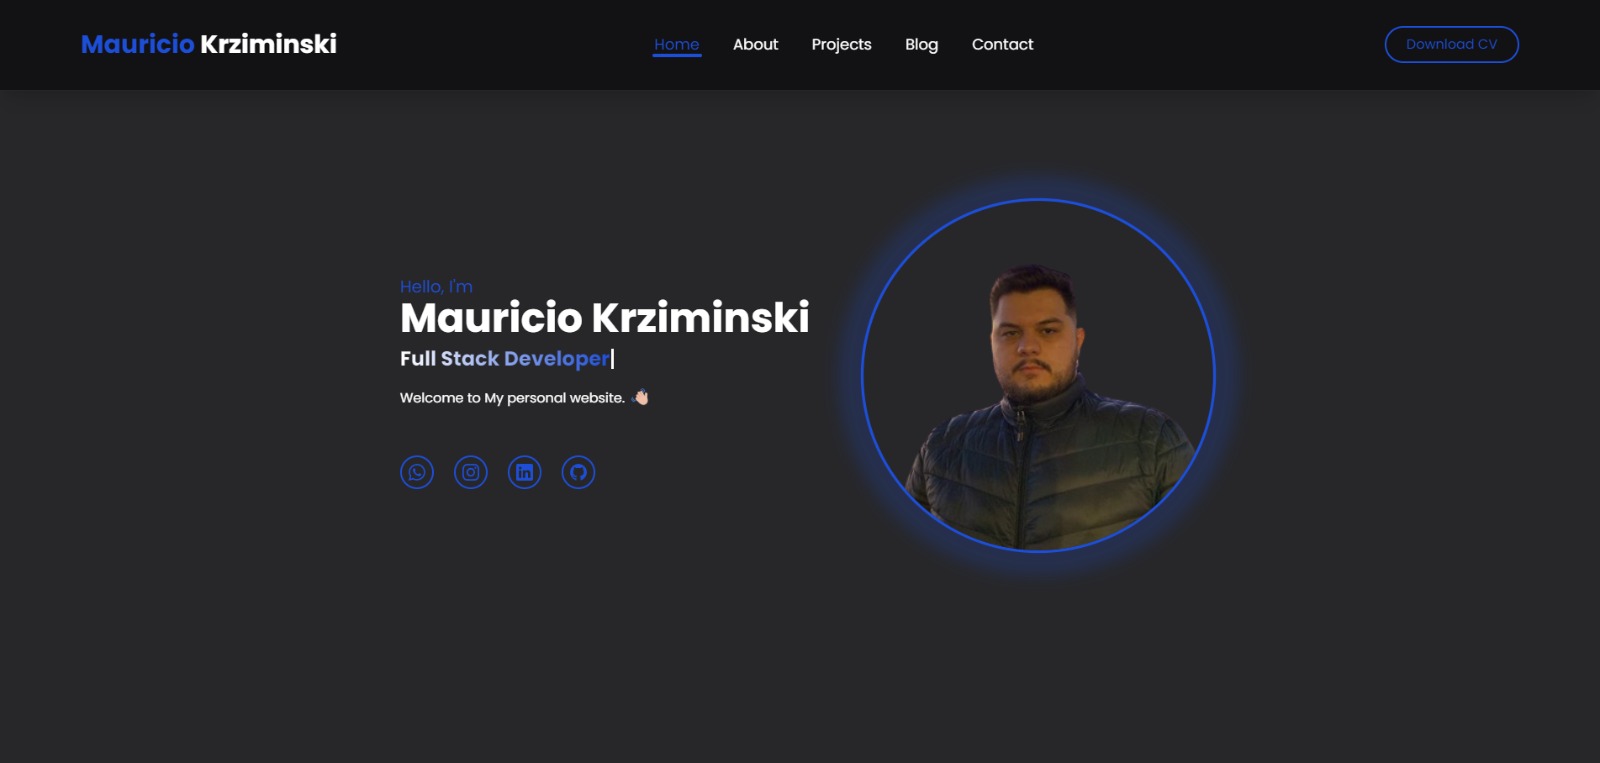 Mauricio Krziminski
Home About Projects Blog Contact
Download CV
Hello, I'm
Mauricio Krziminski
Full Stack Developer|
Welcome to My personal website. 👋🏻
in